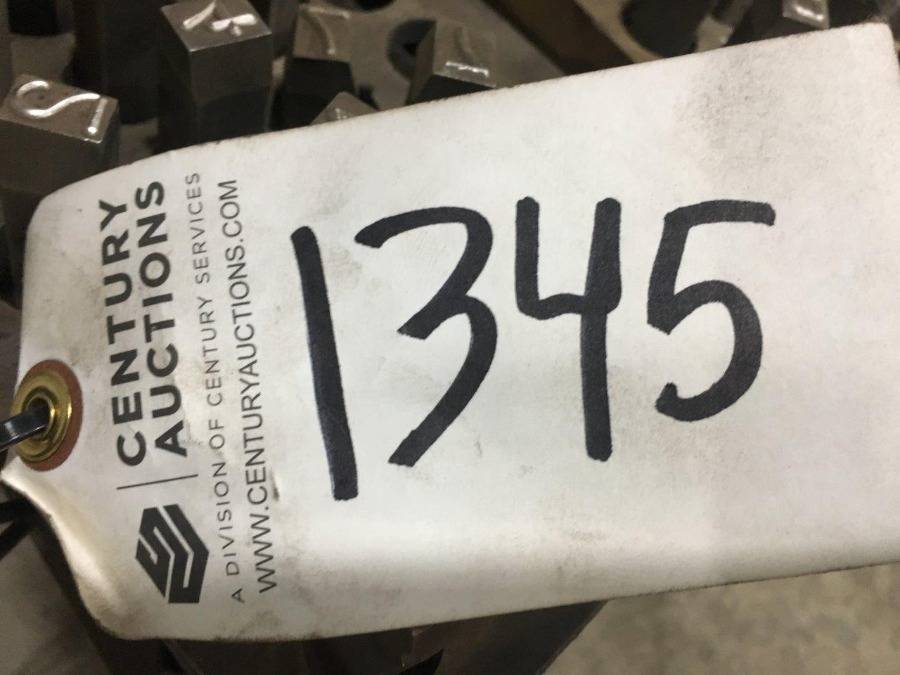 CENTURY
AUCTIONS
A DIVISION OF CENTURY SERVICES
WWW.CENTURYAUCTIONS.COM
1345